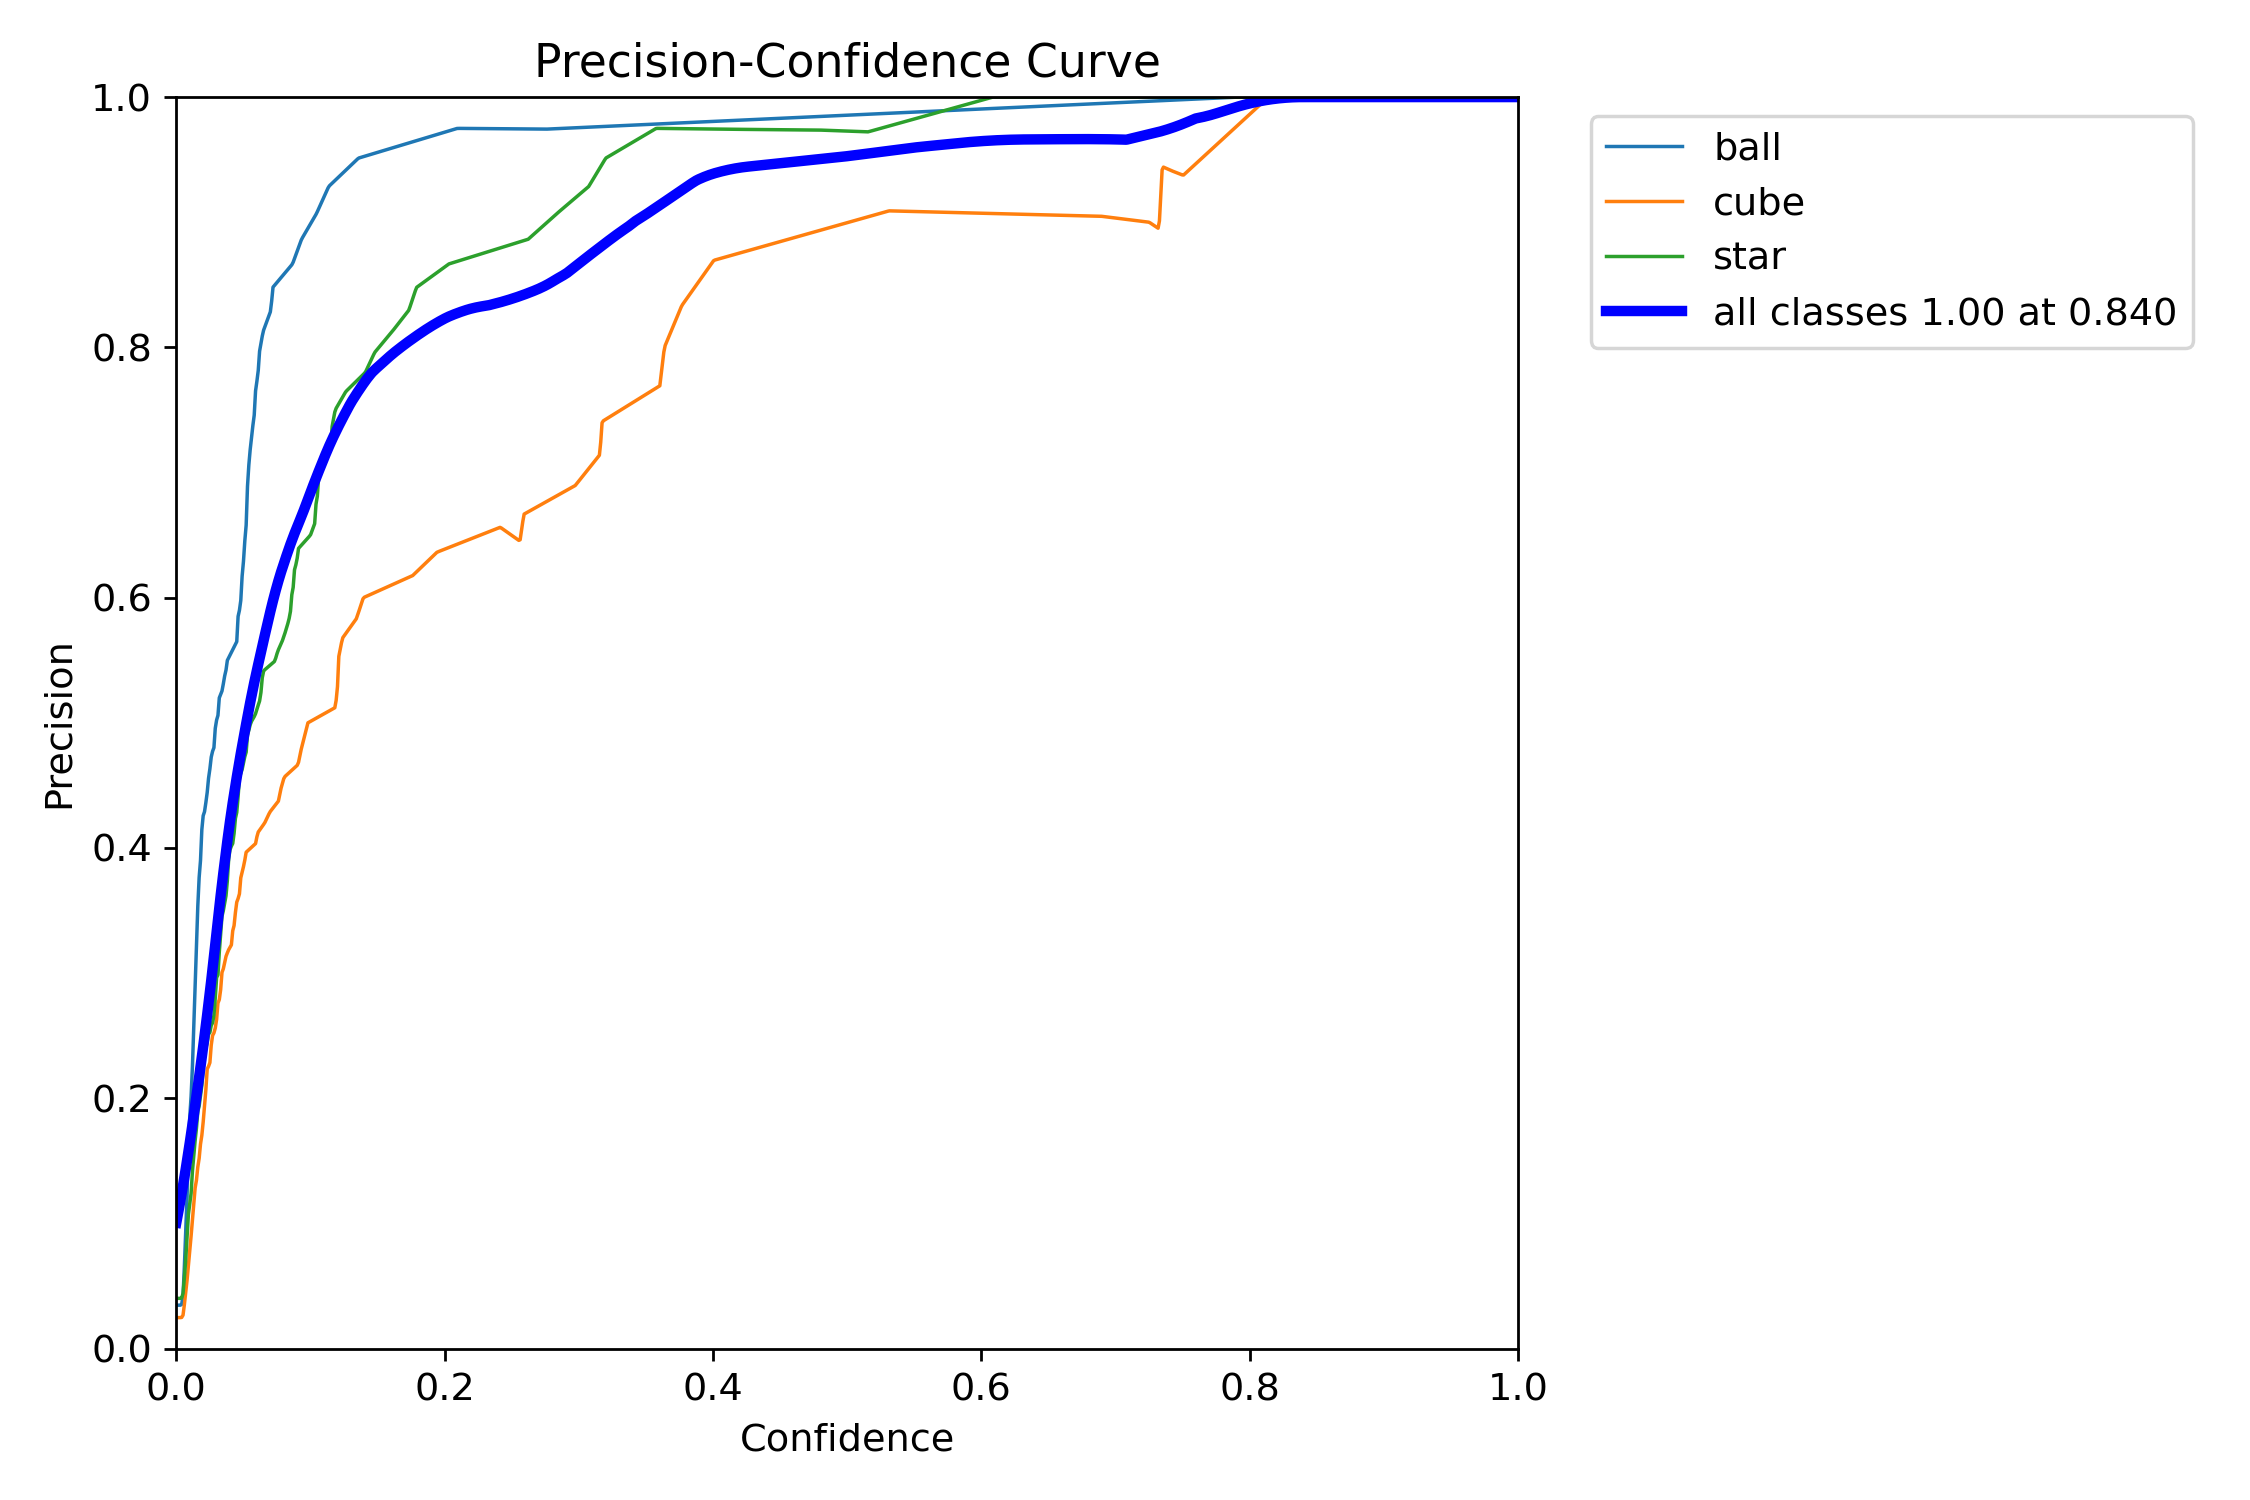 Precision-Confidence Curve
1.0
0.8
0.6
0.4
0.2
0.0
Precision
0.0 0.2 0.4 0.6 0.8 1.0
Confidence
ball
cube
star
all classes 1.00 at 0.840